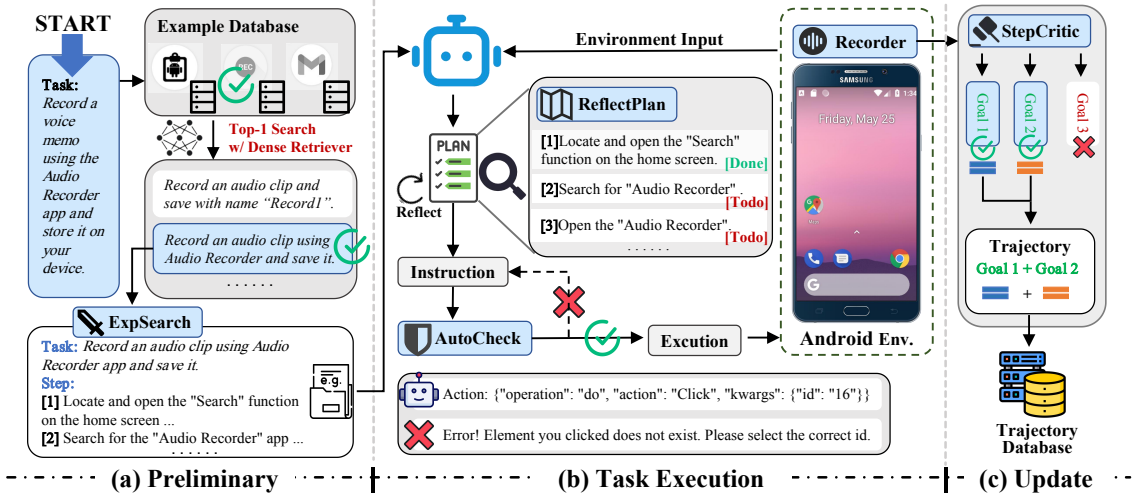 START
Task:
Record a
voice
memo
using the
Audio
Recorder
app and
store it on
your
device.
Example Database
REC
Top-1 Search
w/ Dense Retriever
Record an audio clip and
save with name “Record1”.
Record an audio clip using
Audio Recorder and save it.
. . . . . .
ExpSearch
Task: Record an audio clip using Audio
Recorder app and save it.
Step:
[1] Locate and open the "Search" function
on the home screen ...
[2] Search for the "Audio Recorder" app ...
. . . . . .
e.g.
(a) Preliminary
Environment Input
PLAN
Reflect
ReflectPlan
[1]Locate and open the "Search"
function on the home screen.
[Done]
[2]Search for "Audio Recorder" .
[Todo]
[3]Open the "Audio Recorder".
[Todo]
. . . . . .
Instruction
AutoCheck
Excution
Recorder
1:34
Friday, May 25
G
Android Env.
Action: {"operation": "do", "action": "Click", "kwargs": {"id": "16"}}
Error! Element you clicked does not exist. Please select the correct id.
(b) Task Execution
StepCritic
Goal 1
Goal 2
Goal 3
Trajectory
Goal 1 + Goal 2
+
Trajectory
Database
(c) Update